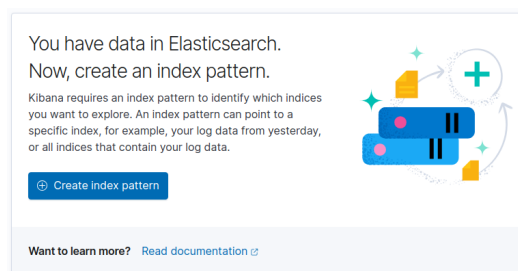 You have data in Elasticsearch.
Now, create an index pattern.
Kibana requires an index pattern to identify which indices
you want to explore. An index pattern can point to a
specific index, for example, your log data from yesterday,
or all indices that contain your log data.
Create index pattern
Want to learn more? Read documentation